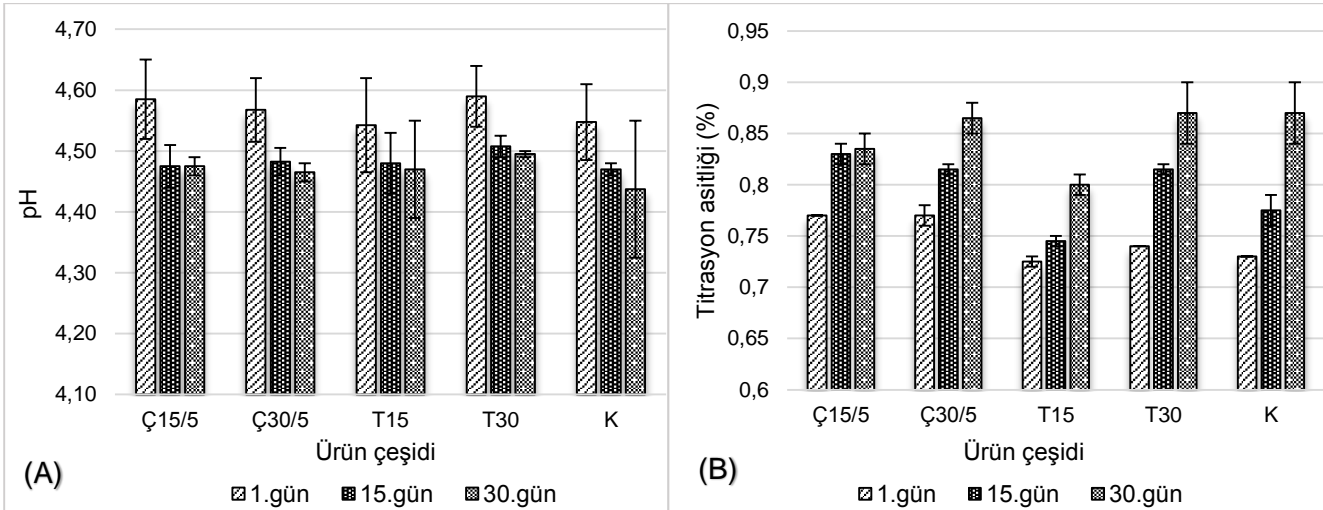 4,70
4,60
4,50
4,40
4,30
4,20
4,10
pH
Ç15/5 Ç30/5 T15 T30 K
Ürün çeşidi
(A)
1.gün 15.gün 30.gün
0,95
0,9
0,85
0,8
0,75
0,7
0,65
0,6
Titrasyon asitliği (%)
Ç15/5 Ç30/5 T15 T30 K
Ürün çeşidi
(B)
1.gün 15.gün 30.gün